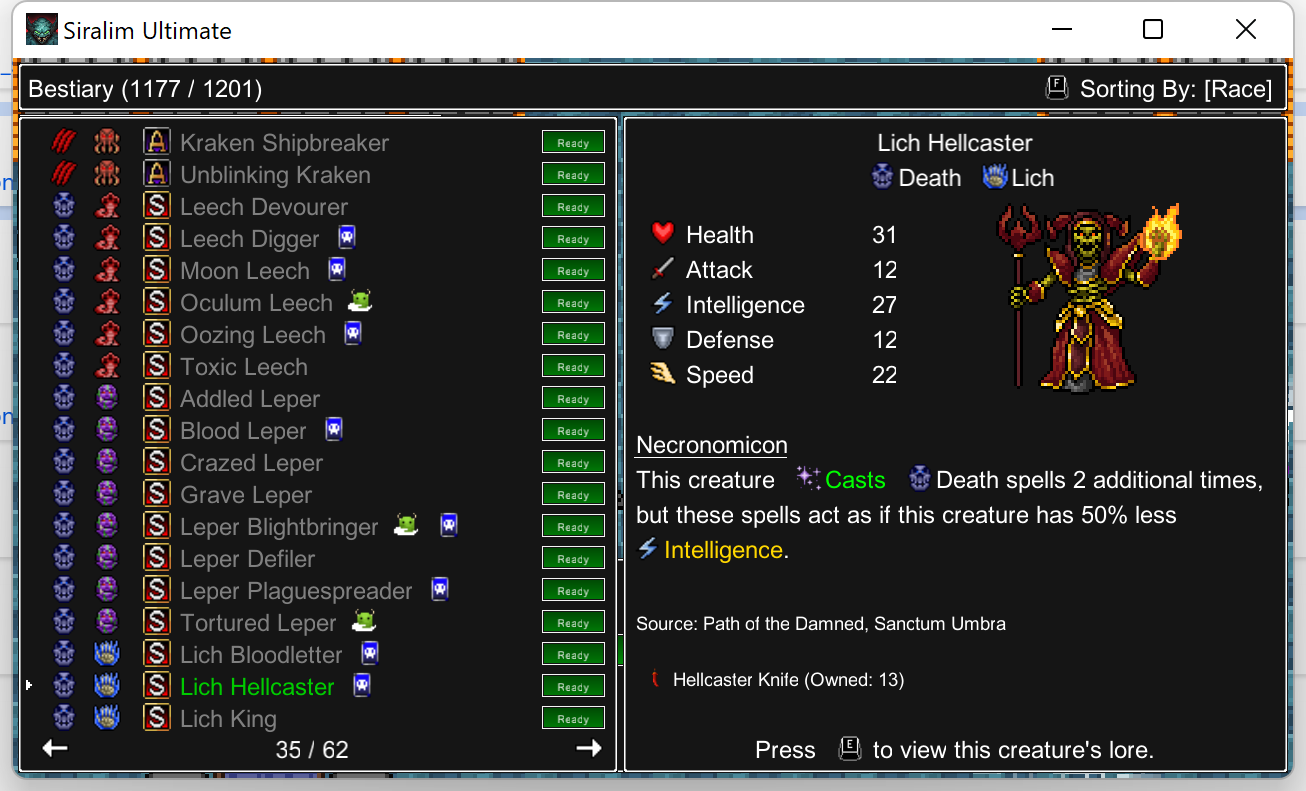 Siralim Ultimate
Bestiary (1177 / 1201)
F Sorting By: [Race]
A Kraken Shipbreaker Ready
A Unblinking Kraken Ready
S Leech Devourer Ready
S Leech Digger Ready
S Moon Leech Ready
S Oculum Leech Ready
S Oozing Leech Ready
S Toxic Leech Ready
S Addled Leper Ready
S Blood Leper Ready
S Crazed Leper Ready
S Grave Leper Ready
S Leper Blightbringer Ready
S Leper Defiler Ready
S Leper Plaguespreader Ready
S Tortured Leper Ready
S Lich Bloodletter Ready
S Lich Hellcaster Ready
S Lich King Ready
35 / 62
Lich Hellcaster
Death Lich
Health 31
Attack 12
Intelligence 27
Defense 12
Speed 22
Necronomicon
This creature Casts Death spells 2 additional times,
but these spells act as if this creature has 50% less
Intelligence.
Source: Path of the Damned, Sanctum Umbra
Hellcaster Knife (Owned: 13)
Press E to view this creature's lore.